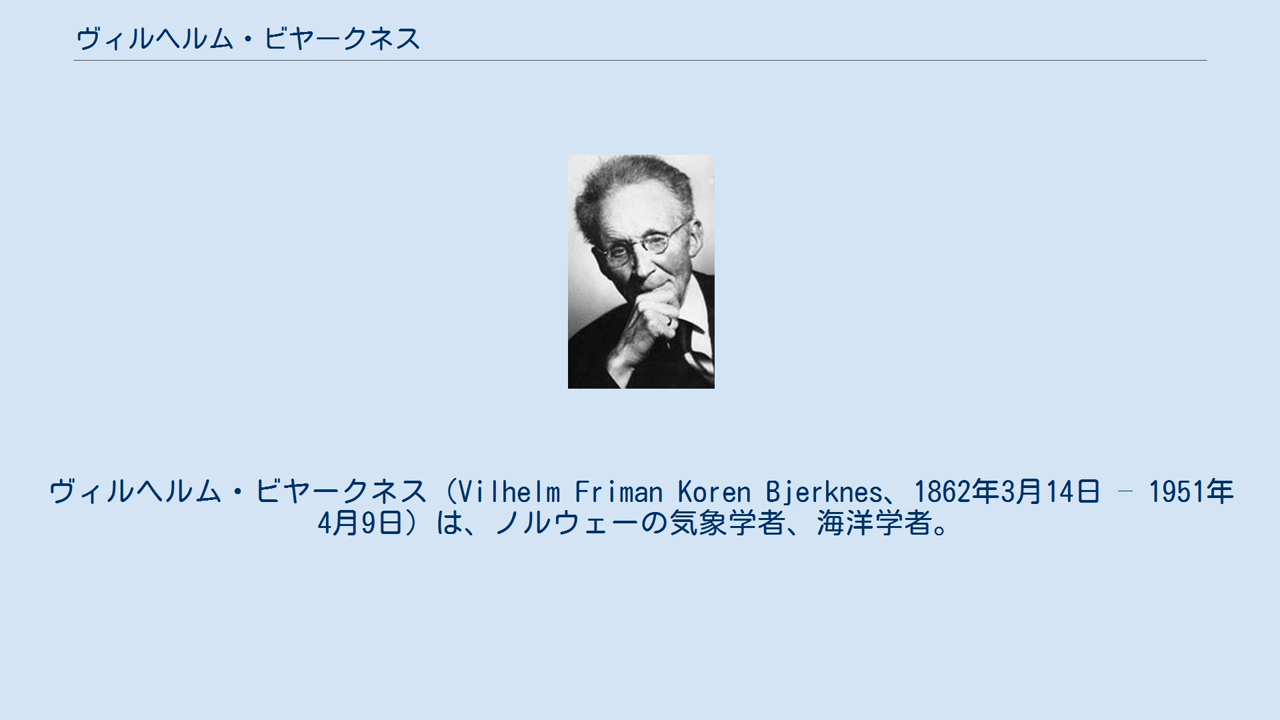 ヴィルヘルム・ビヤークネス
ヴィルヘルム・ビヤークネス（Vilhelm Friman Koren Bjerknes、1862年3月14日 – 1951年
4月9日）は、ノルウェーの気象学者、海洋学者。